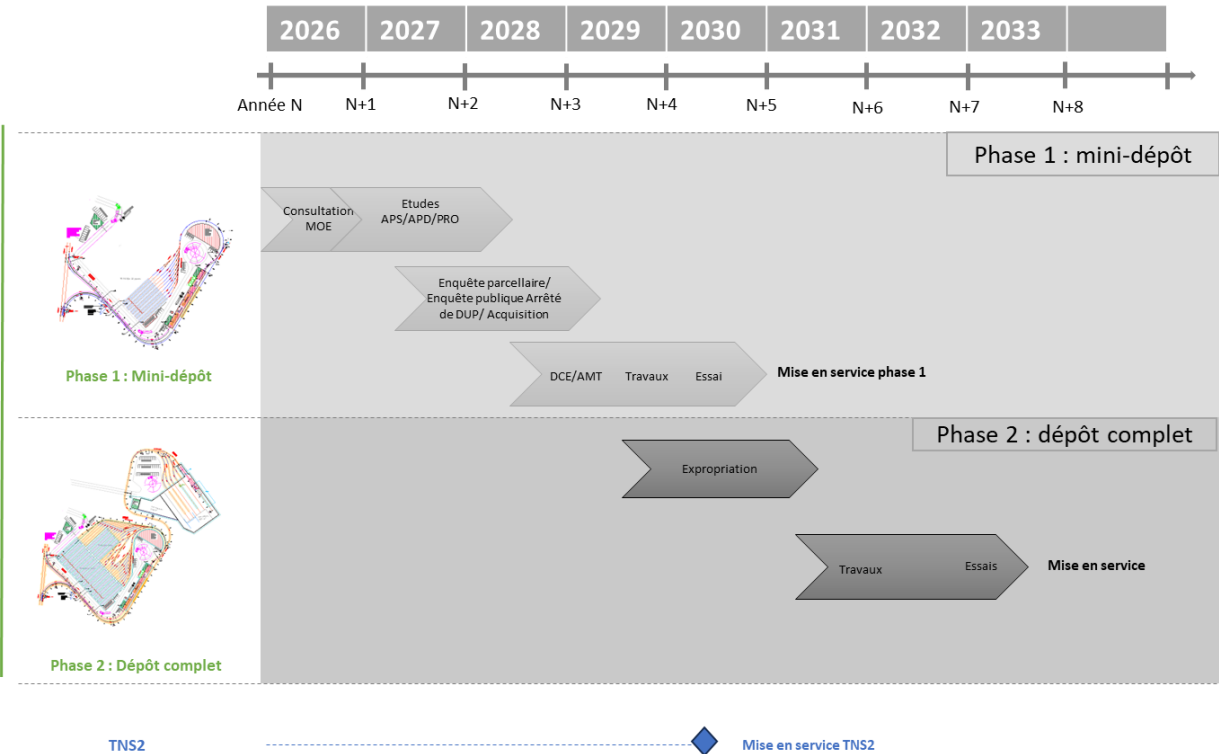 2026 2027 2028 2029 2030 2031 2032 2033
Année N N+1 N+2 N+3 N+4 N+5 N+6 N+7 N+8
Phase 1 : mini-dépôt
Consultation
MOE
Etudes
APS/APD/PRO
Enquête parcellaire/
Enquête publique Arrêté
de DUP/ Acquisition
Phase 1 : Mini-dépôt
DCE/AMT Travaux Essai
Mise en service phase 1
Phase 2 : dépôt complet
Expropriation
Travaux Essais
Mise en service
Phase 2 : Dépôt complet
TNS2
Mise en service TNS2